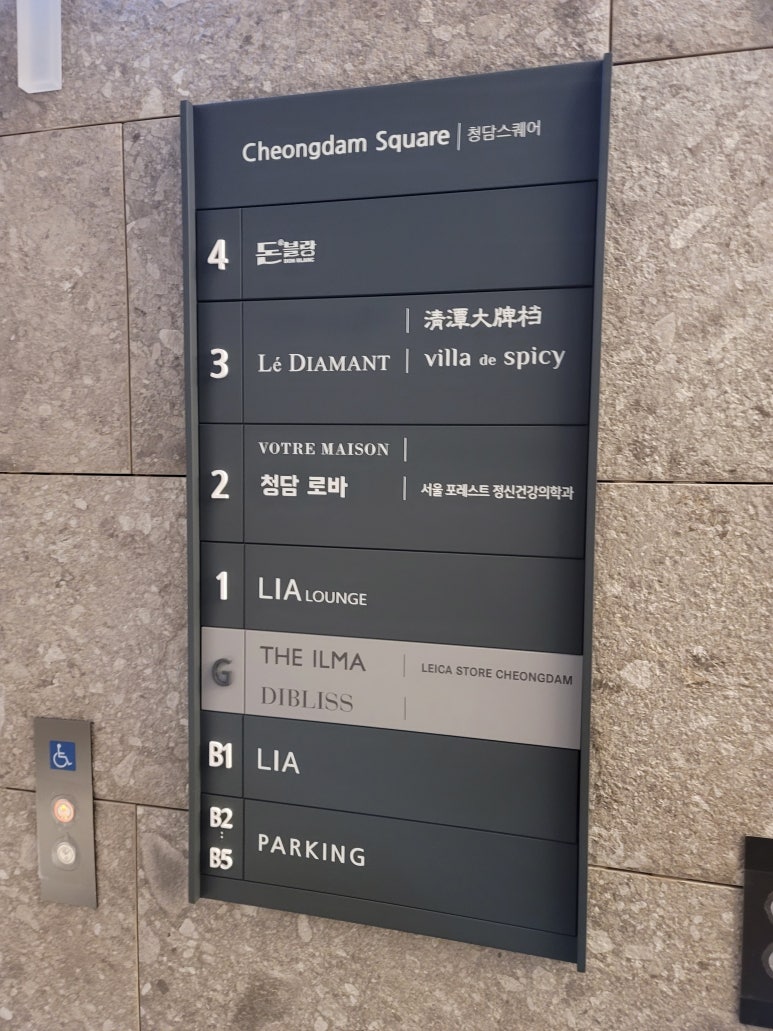 Cheongdam Square | 청담스퀘어
4 돈블랑
3 | 清潭大牌档
Lé DIAMANT | villa de spicy
VOTRE MAISON |
2 청담 로바 | 서울 포레스트 정신건강의학과
1 LIA LOUNGE
G THE ILMA | LEICA STORE CHEONGDAM
DIBLISS |
B1 LIA
B2
:
B5 PARKING